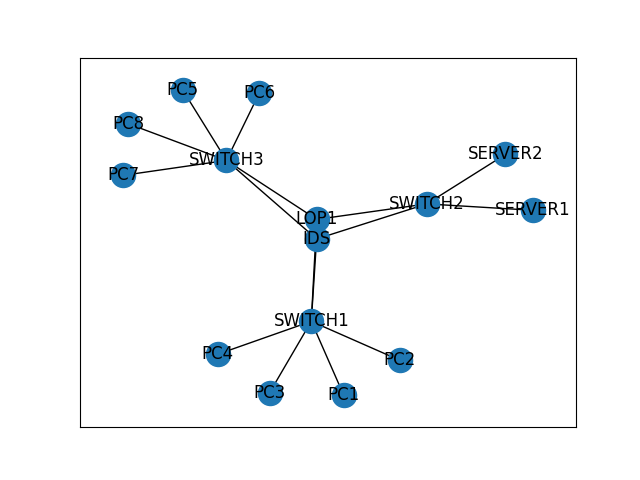 PC5
PC6
PC8
SERVER2
SWITCH3
PC7
SWITCH2
SERVER1
LOP1
IDS
SWITCH1
PC4
PC2
PC3
PC1